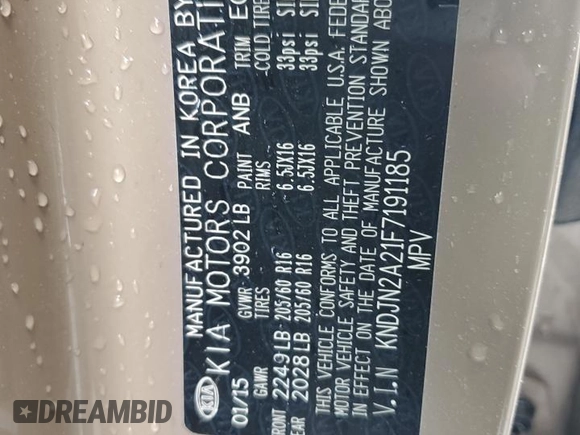 MANUFACTURED IN KOREA BY
KIA KIA MOTORS CORPORATI
01/15 GVWR 3902 LB PAINT ANB TRIM
GAWR TIRES RIMS COLD TIRE
FRONT 2249 LB 205/60 R16 6.5JX16 33psi
REAR 2028 LB 205/60 R16 6.5JX16 33psi
THIS VEHICLE CONFORMS TO ALL APPLICABLE U.S.A. FEDE
MOTOR VEHICLE SAFETY AND THEFT PREVENTION STANDAR
IN EFFECT ON THE DATE OF MANUFACTURE SHOWN ABO
V.I.N KNDJN2A21F7191185
MPV
DREAMBID